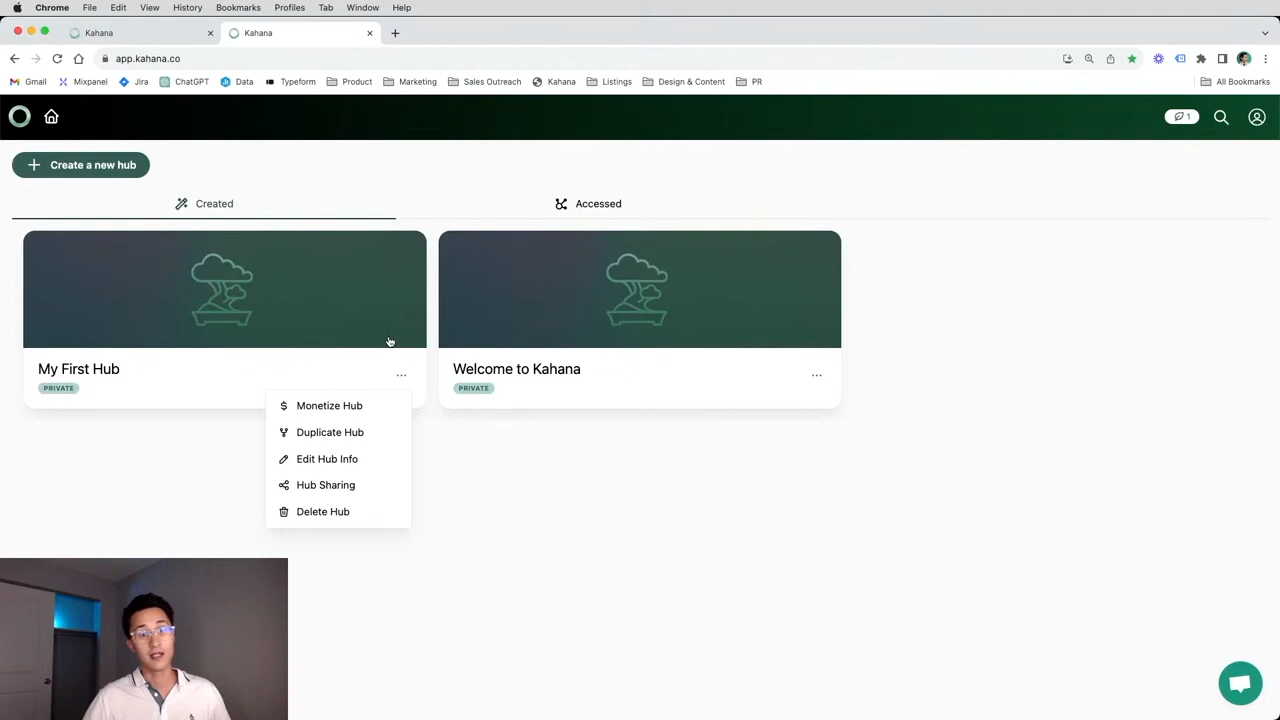 Chrome File Edit View History Bookmarks Profiles Tab Window Help
Kahana Kahana
app.kahana.co
Gmail Mixpanel Jira ChatGPT Data Typeform Product Marketing Sales Outreach Kahana Listings Design & Content PR All Bookmarks
1
Create a new hub
Created Accessed
My First Hub
PRIVATE
...
Welcome to Kahana
PRIVATE
...
Monetize Hub
Duplicate Hub
Edit Hub Info
Hub Sharing
Delete Hub